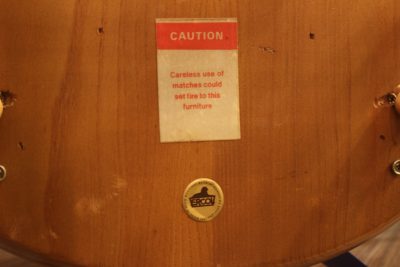 CAUTION
Careless use of
matches could
set fire to this
furniture
ERCOL